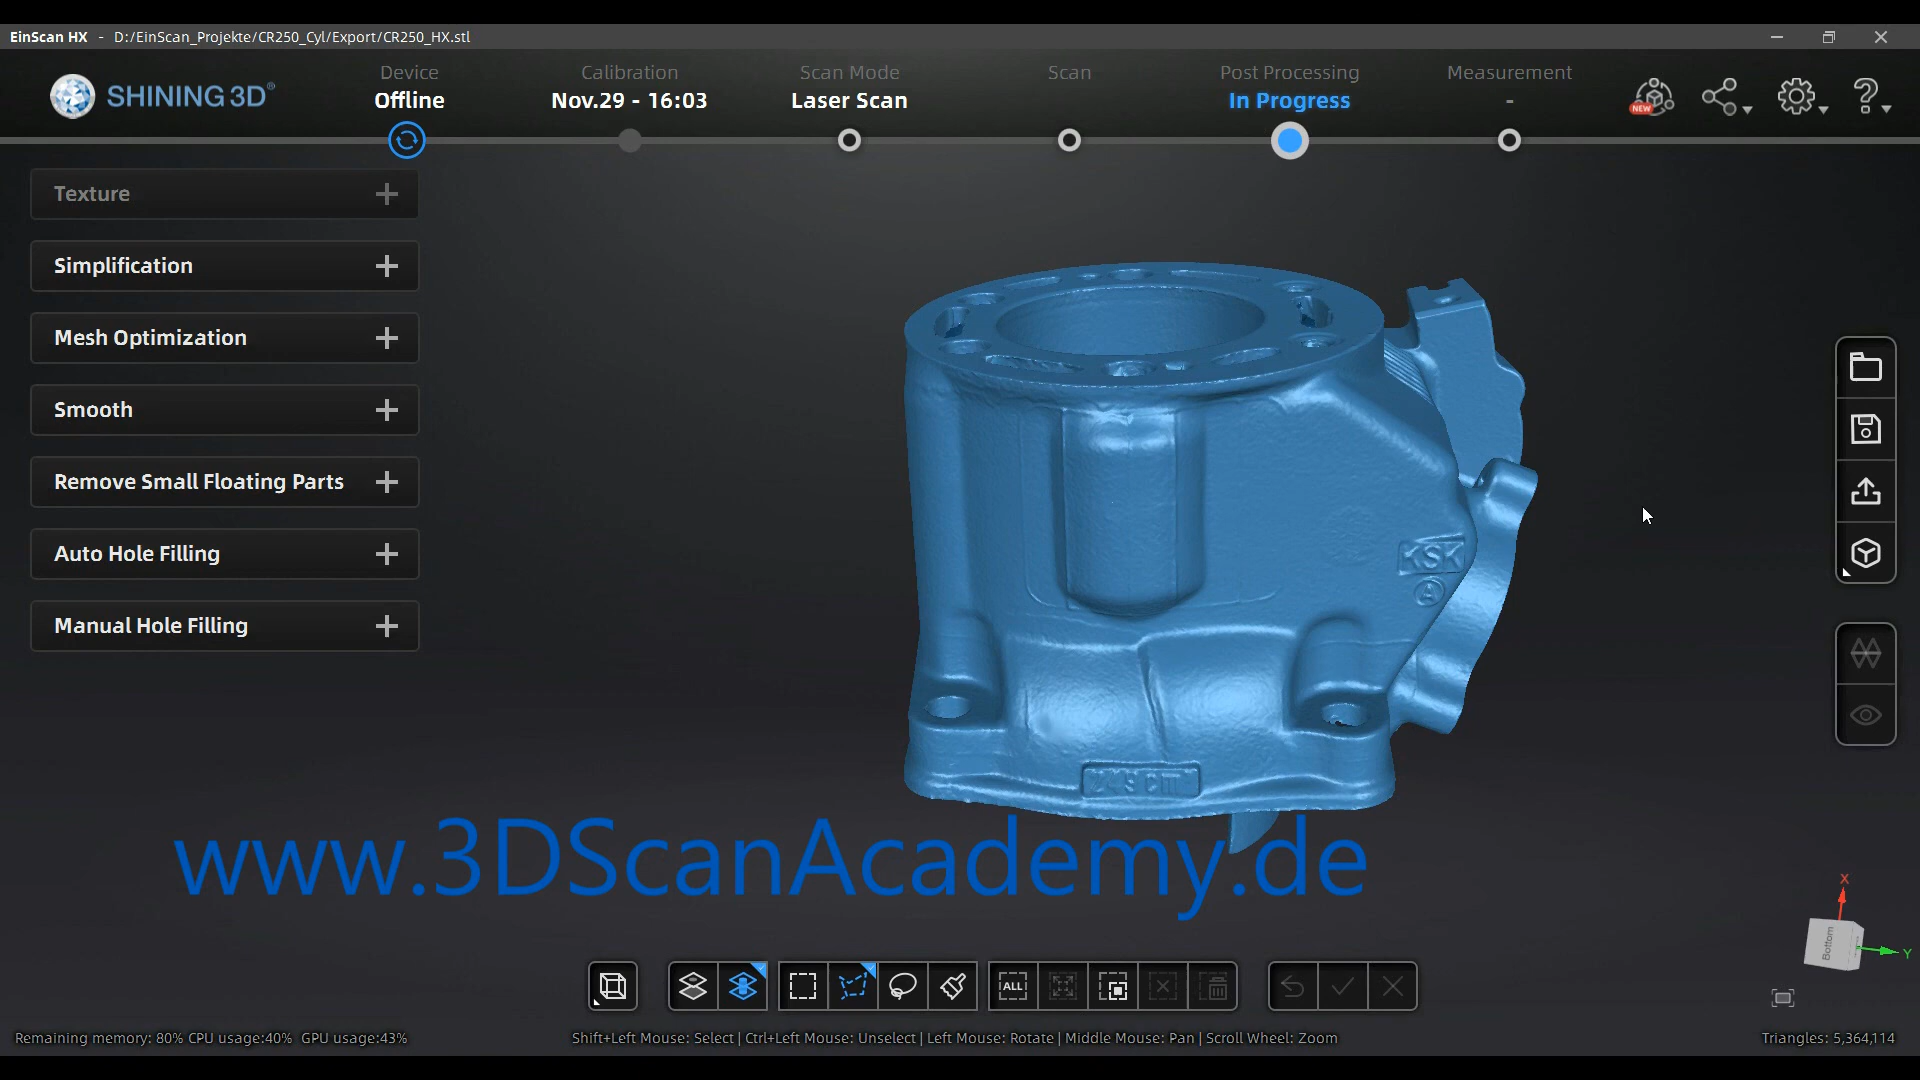 EinScan HX - D:/EinScan_Projekte/CR250_Cyl/Export/CR250_HX.stl
SHINING 3D®
Device
Offline
Calibration
Nov.29 - 16:03
Scan Mode
Laser Scan
Scan
Post Processing
In Progress
Measurement
-
NEW
Texture
Simplification
Mesh Optimization
Smooth
Remove Small Floating Parts
Auto Hole Filling
Manual Hole Filling
KSK
A
www.3DScanAcademy.de
X
Y
Bottom
ALL
Remaining memory: 80% CPU usage:40% GPU usage:43%
Shift+Left Mouse: Select | Ctrl+Left Mouse: Unselect | Left Mouse: Rotate | Middle Mouse: Pan | Scroll Wheel: Zoom
Triangles: 5,364,114